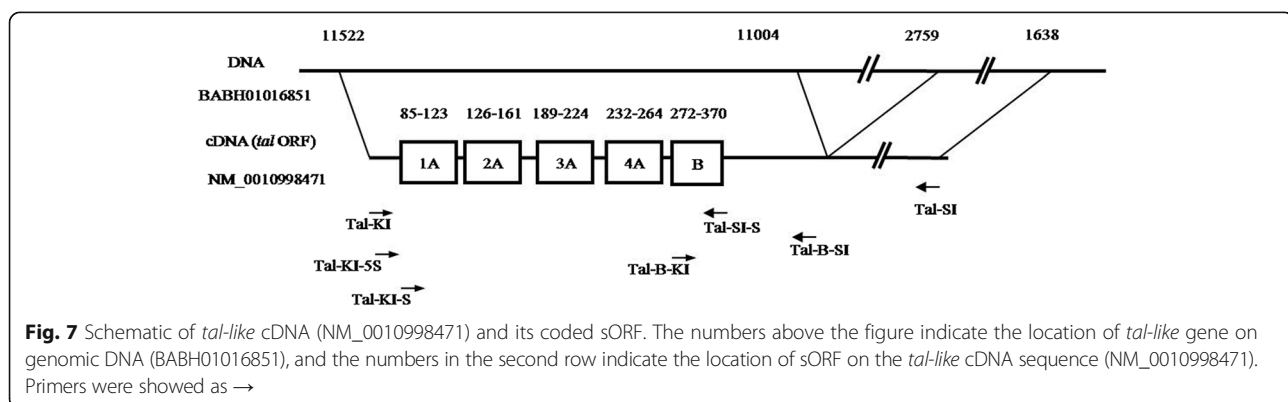 11522 11004 2759 1638
DNA
BABH01016851
85-123 126-161 189-224 232-264 272-370
cDNA (tal ORF)
1A 2A 3A 4A B
NM_0010998471
Tal-KI Tal-SI-S Tal-SI
Tal-KI-5S Tal-B-KI Tal-B-SI
Tal-KI-S
Fig. 7 Schematic of tal-like cDNA (NM_0010998471) and its coded sORF. The numbers above the figure indicate the location of tal-like gene on
genomic DNA (BABH01016851), and the numbers in the second row indicate the location of sORF on the tal-like cDNA sequence (NM_0010998471).
Primers were showed as →